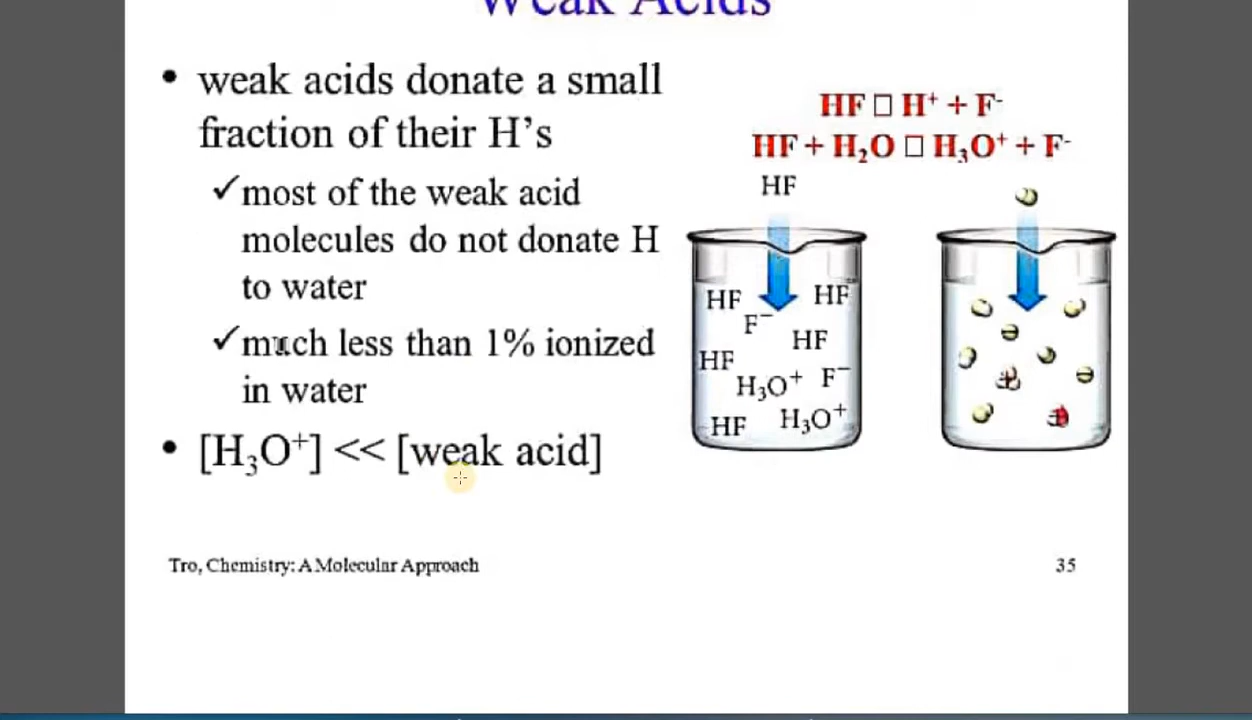 Weak Acids
• weak acids donate a small
fraction of their H's
✓most of the weak acid
molecules do not donate H
to water
✓much less than 1% ionized
in water
• [H₃O⁺] << [weak acid]
HF □ H⁺ + F⁻
HF + H₂O □ H₃O⁺ + F⁻
HF
HF HF
F⁻
HF
HF
H₃O⁺ F⁻
HF H₃O⁺
Tro, Chemistry: A Molecular Approach
35